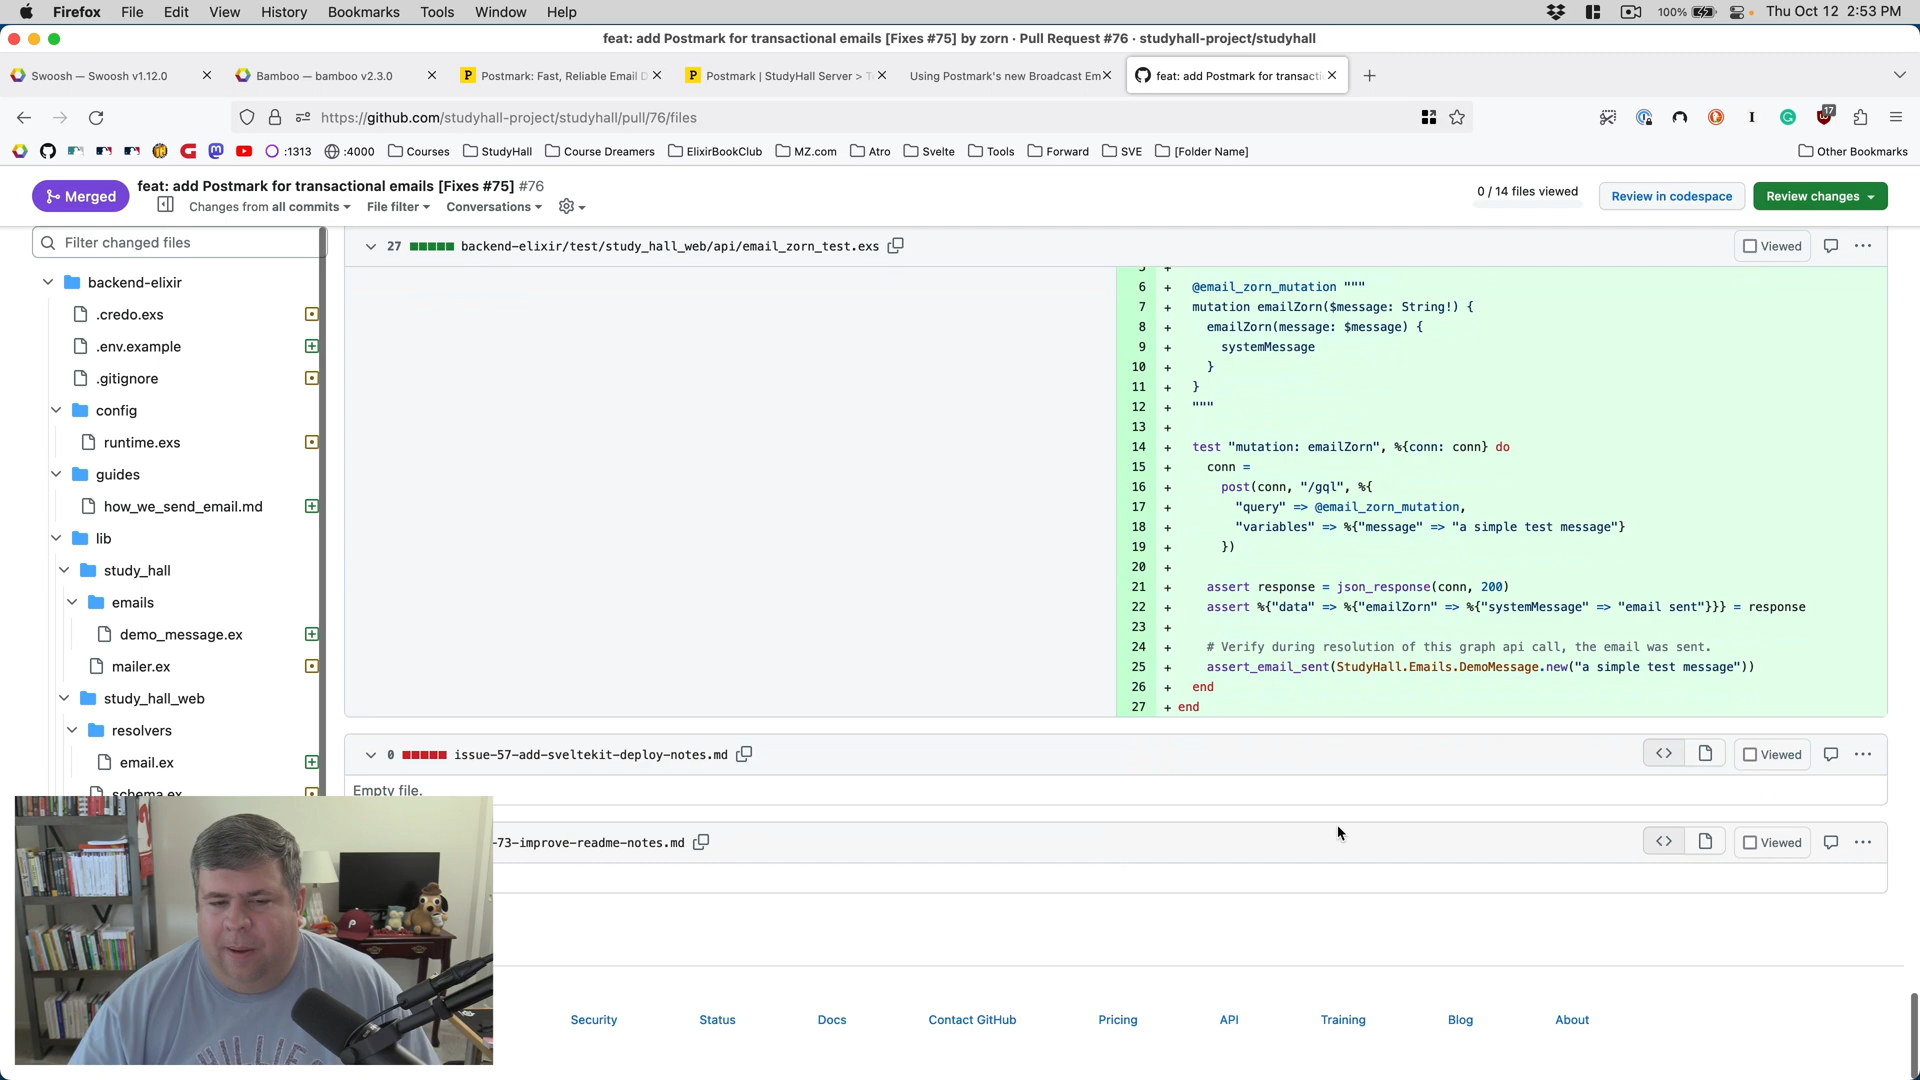 Firefox File Edit View History Bookmarks Tools Window Help
100% Thu Oct 12 2:53 PM
feat: add Postmark for transactional emails [Fixes #75] by zorn · Pull Request #76 · studyhall-project/studyhall
Swoosh — Swoosh v1.12.0
Bamboo — bamboo v2.3.0
Postmark: Fast, Reliable Email D
Postmark | StudyHall Server > T
Using Postmark's new Broadcast Em
feat: add Postmark for transacti
https://github.com/studyhall-project/studyhall/pull/76/files
17
:1313 :4000 Courses StudyHall Course Dreamers ElixirBookClub MZ.com Atro Svelte Tools Forward SVE [Folder Name] Other Bookmarks
Merged
feat: add Postmark for transactional emails [Fixes #75] #76
Changes from all commits File filter Conversations
0 / 14 files viewed
Review in codespace
Review changes
Filter changed files
backend-elixir
.credo.exs
.env.example
.gitignore
config
runtime.exs
guides
how_we_send_email.md
lib
study_hall
emails
demo_message.ex
mailer.ex
study_hall_web
resolvers
email.ex
schema.ex
27 backend-elixir/test/study_hall_web/api/email_zorn_test.exs Viewed
5 +
6 + @email_zorn_mutation """
7 + mutation emailZorn($message: String!) {
8 + emailZorn(message: $message) {
9 + systemMessage
10 + }
11 + }
12 + """
13 +
14 + test "mutation: emailZorn", %{conn: conn} do
15 + conn =
16 + post(conn, "/gql", %{
17 + "query" => @email_zorn_mutation,
18 + "variables" => %{"message" => "a simple test message"}
19 + })
20 +
21 + assert response = json_response(conn, 200)
22 + assert %{"data" => %{"emailZorn" => %{"systemMessage" => "email sent"}}} = response
23 +
24 + # Verify during resolution of this graph api call, the email was sent.
25 + assert_email_sent(StudyHall.Emails.DemoMessage.new("a simple test message"))
26 + end
27 + end
0 issue-57-add-sveltekit-deploy-notes.md Viewed
Empty file.
-73-improve-readme-notes.md Viewed
Security Status Docs Contact GitHub Pricing API Training Blog About